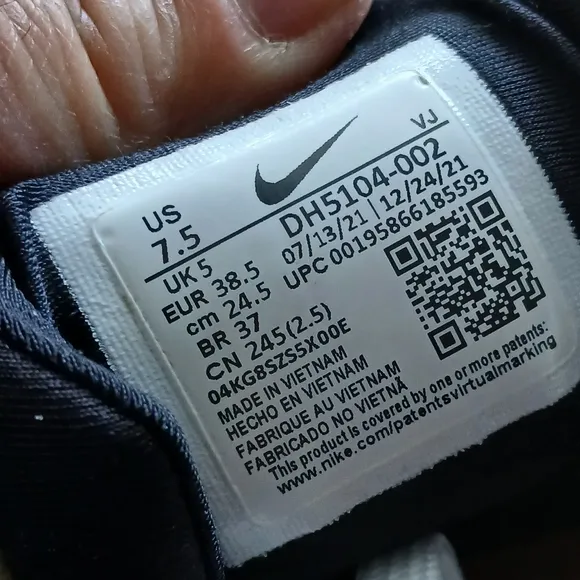 VJ
US
7.5
DH5104-002
07/13/21 | 12/24/21
UPC 00195866185593
UK 5
EUR 38.5
cm 24.5
BR 37
CN 245(2.5)
04KG8SZS5X00E
MADE IN VIETNAM
HECHO EN VIETNAM
FABRIQUE AU VIETNAM
FABRICADO NO VIETNÃ
This product is covered by one or more patents:
www.nike.com/patentsvirtualmarking